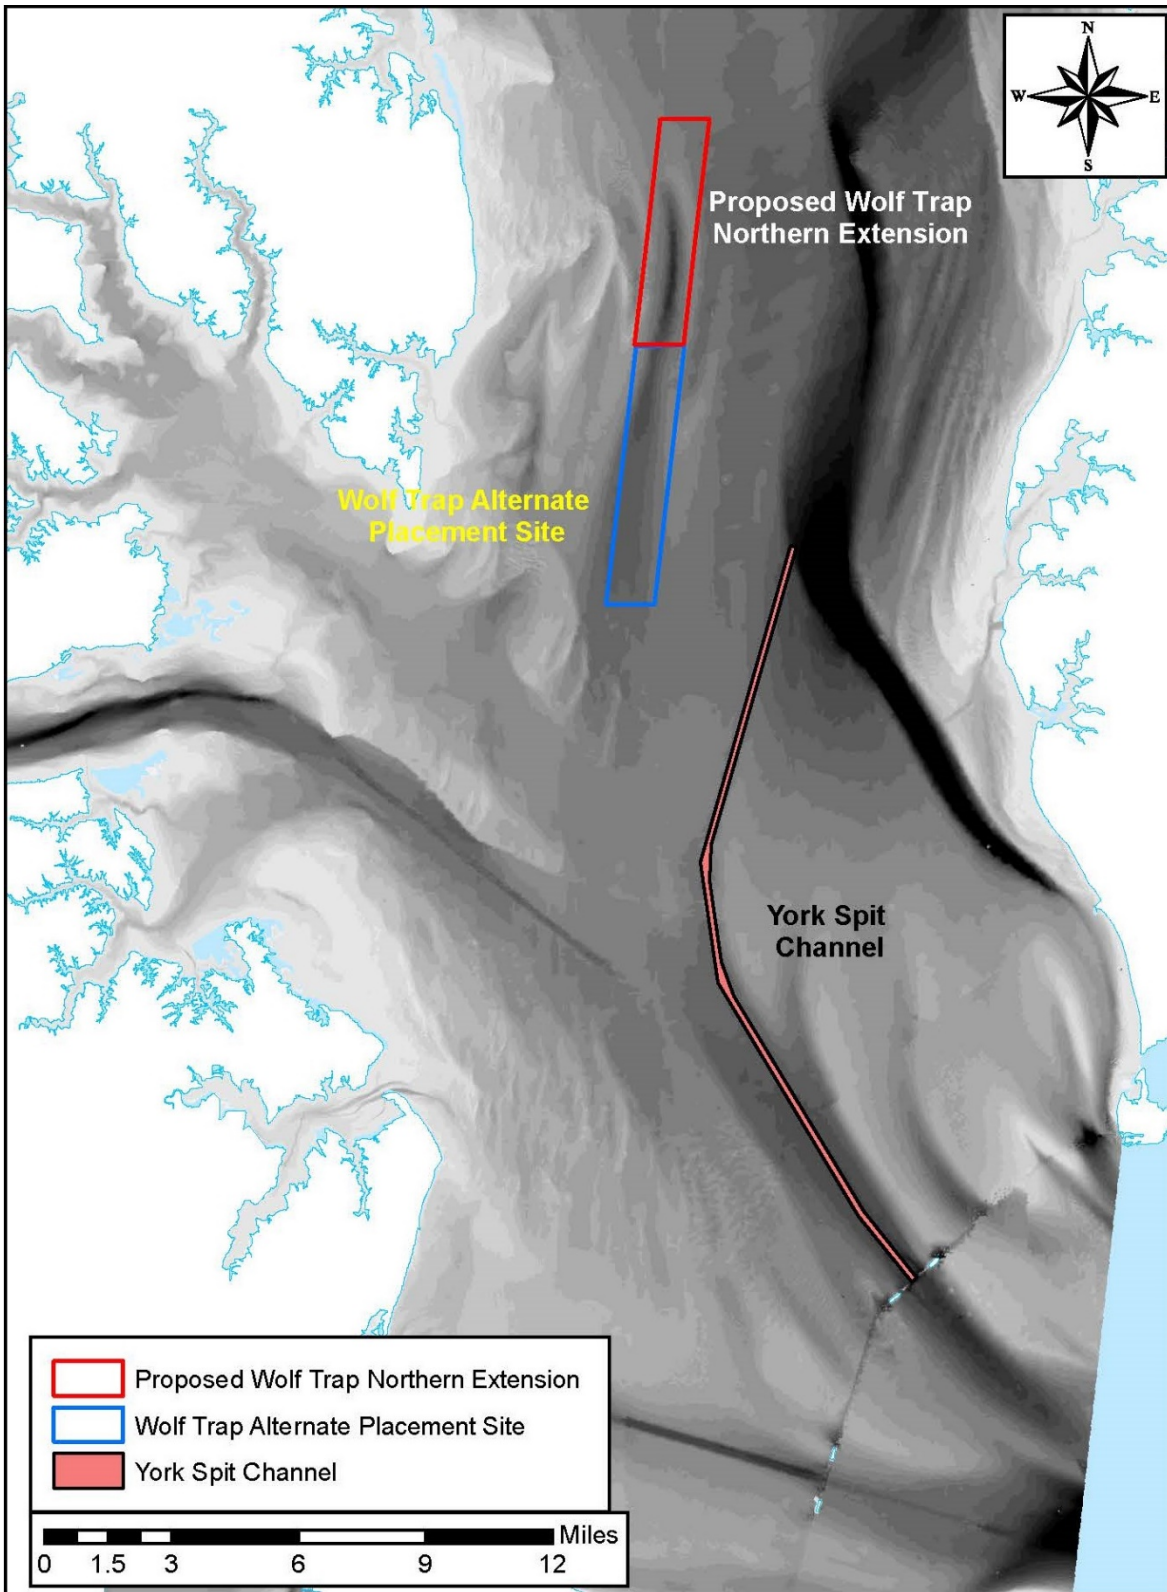 N
W
E
S
Proposed Wolf Trap
Northern Extension
Wolf Trap Alternate
Placement Site
York Spit
Channel
Proposed Wolf Trap Northern Extension
Wolf Trap Alternate Placement Site
York Spit Channel
Miles
0 1.5 3 6 9 12